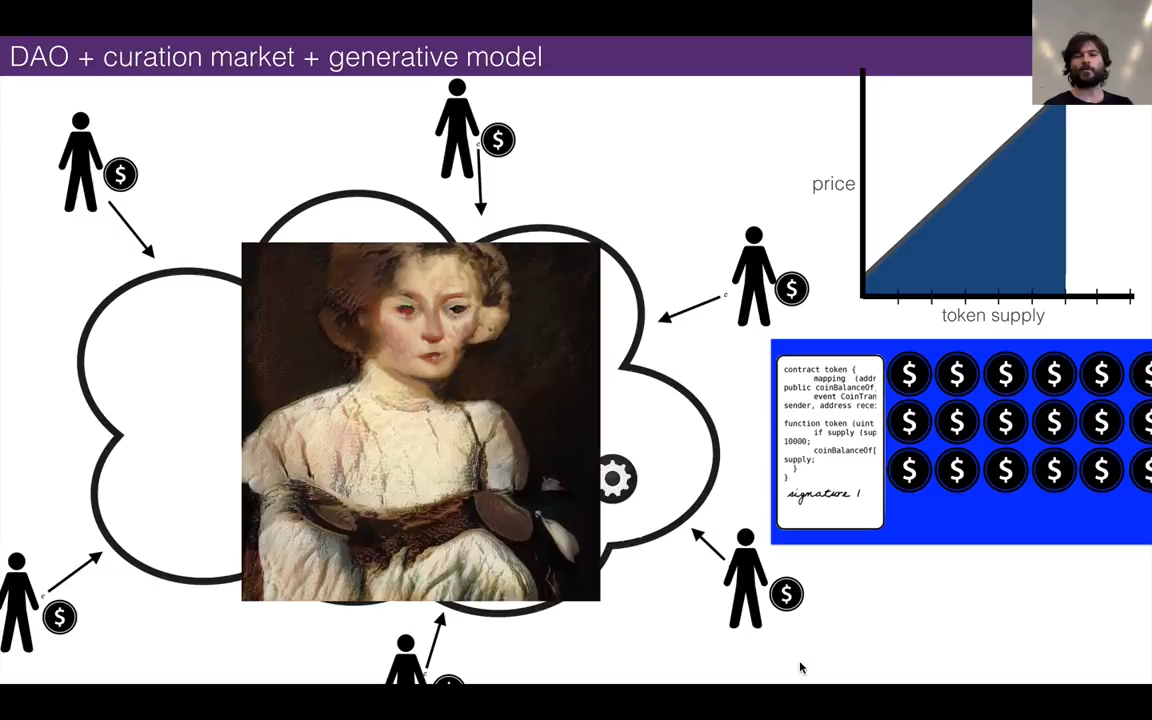 DAO + curation market + generative model
price
token supply
contract token {
mapping (addr
public coinBalanceOf
event CoinTran
sender, address rece
function token (uint
if supply (sup
10000;
coinBalanceOf[
supply;
}
}
signature 1
$
$
$
$
$
$
$ $ $ $ $ $
$ $ $ $ $ $
$ $ $ $ $ $